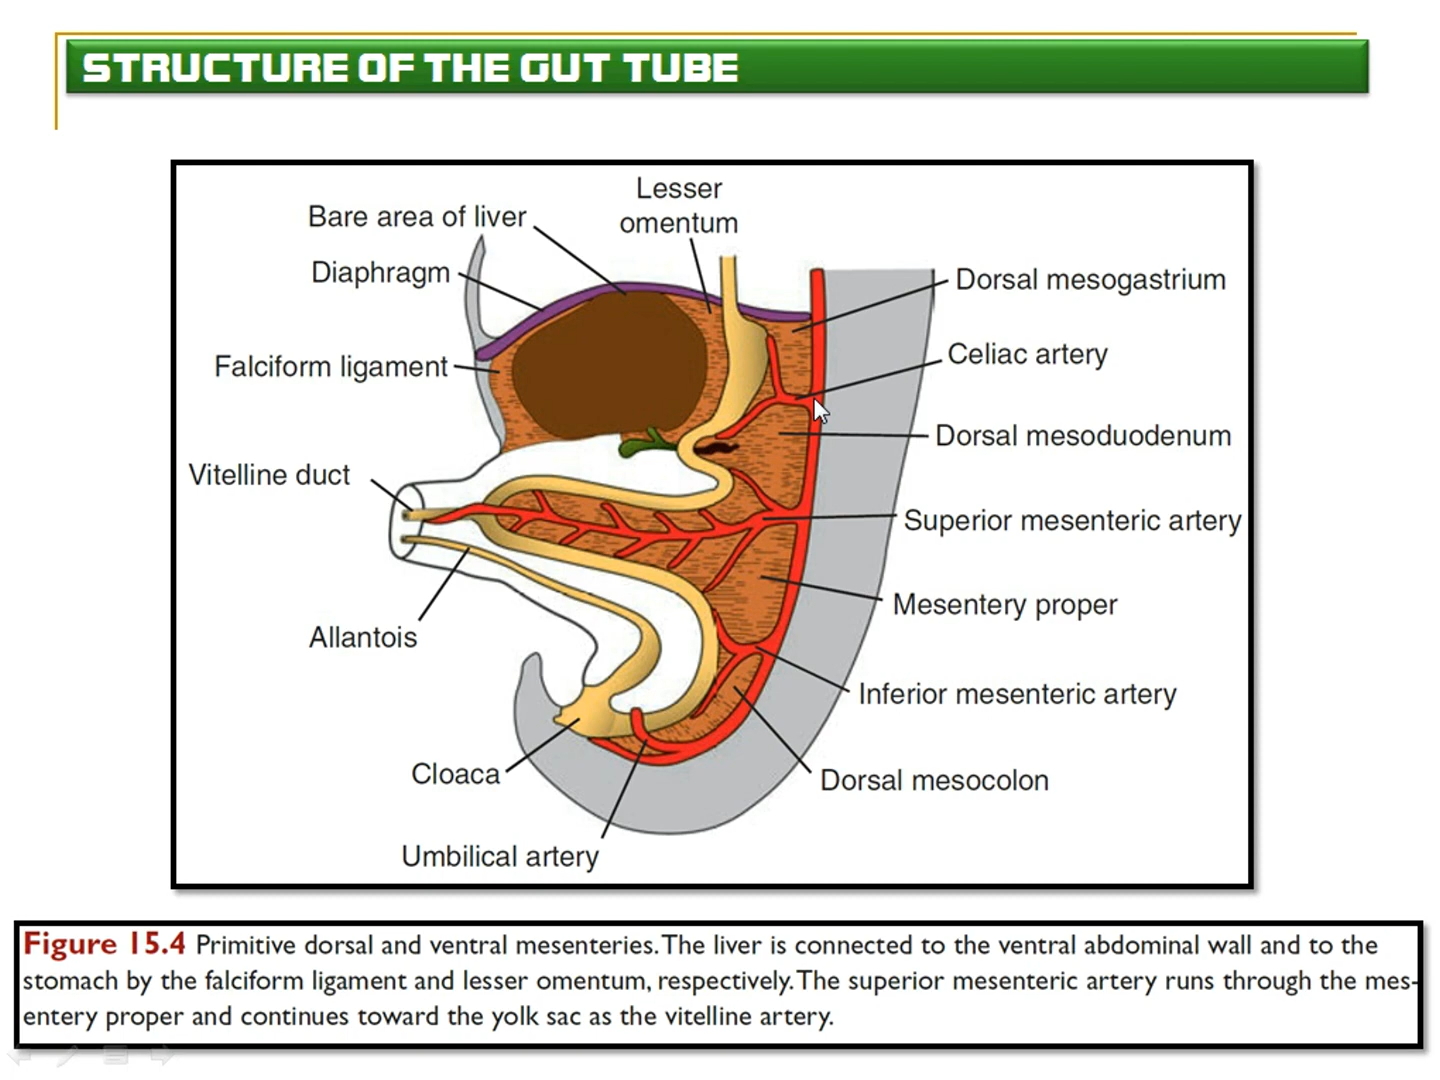 STRUCTURE OF THE GUT TUBE
Lesser
omentum
Bare area of liver
Diaphragm
Dorsal mesogastrium
Celiac artery
Falciform ligament
Dorsal mesoduodenum
Vitelline duct
Superior mesenteric artery
Mesentery proper
Allantois
Inferior mesenteric artery
Cloaca
Dorsal mesocolon
Umbilical artery
Figure 15.4 Primitive dorsal and ventral mesenteries. The liver is connected to the ventral abdominal wall and to the
stomach by the falciform ligament and lesser omentum, respectively. The superior mesenteric artery runs through the mes-
entery proper and continues toward the yolk sac as the vitelline artery.